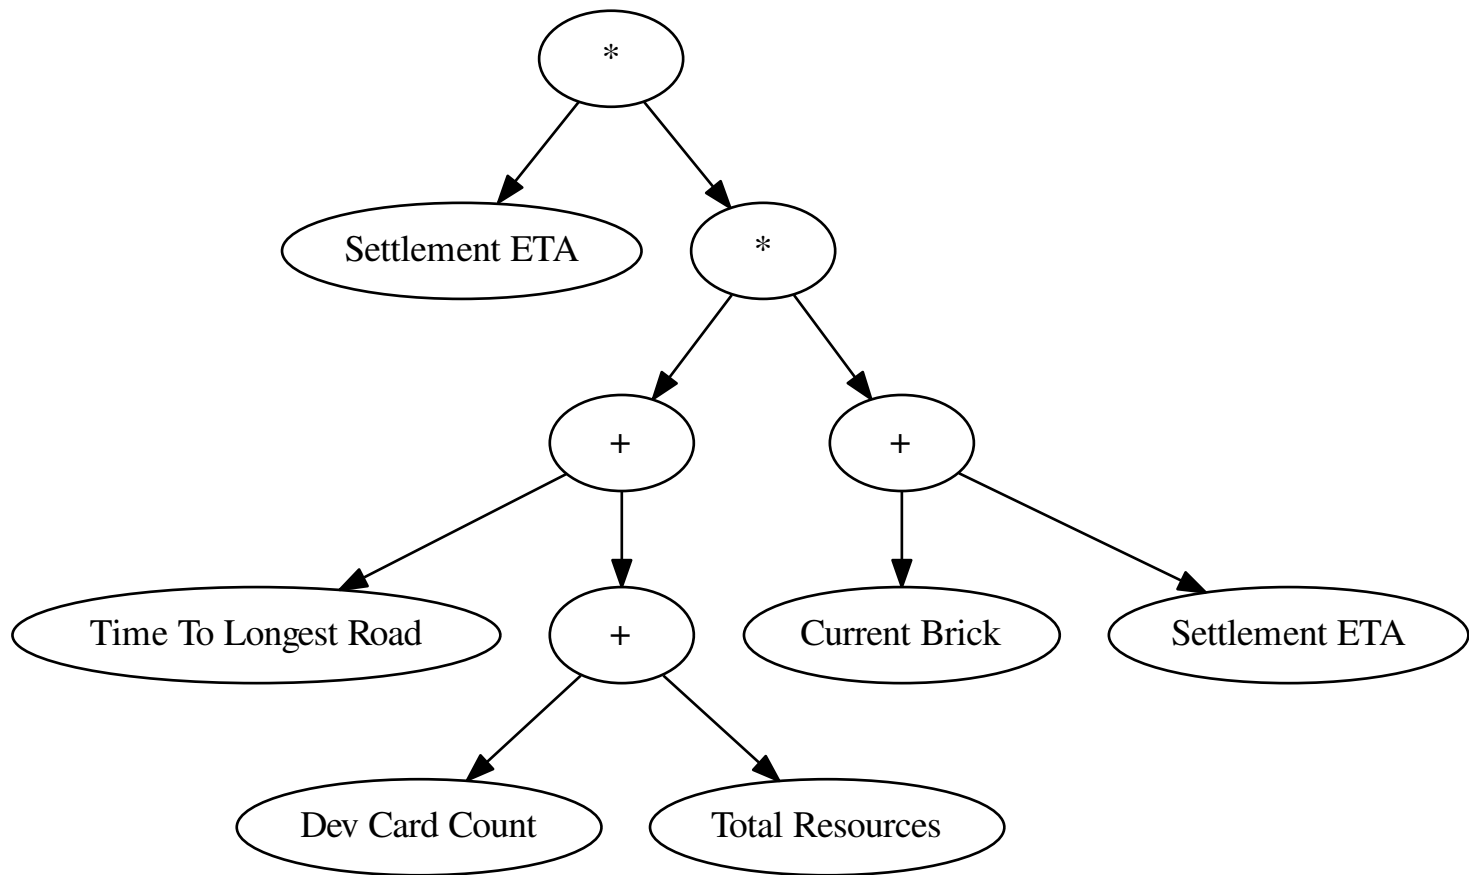 *
Settlement ETA
*
+
+
Time To Longest Road
+
Current Brick
Settlement ETA
Dev Card Count
Total Resources